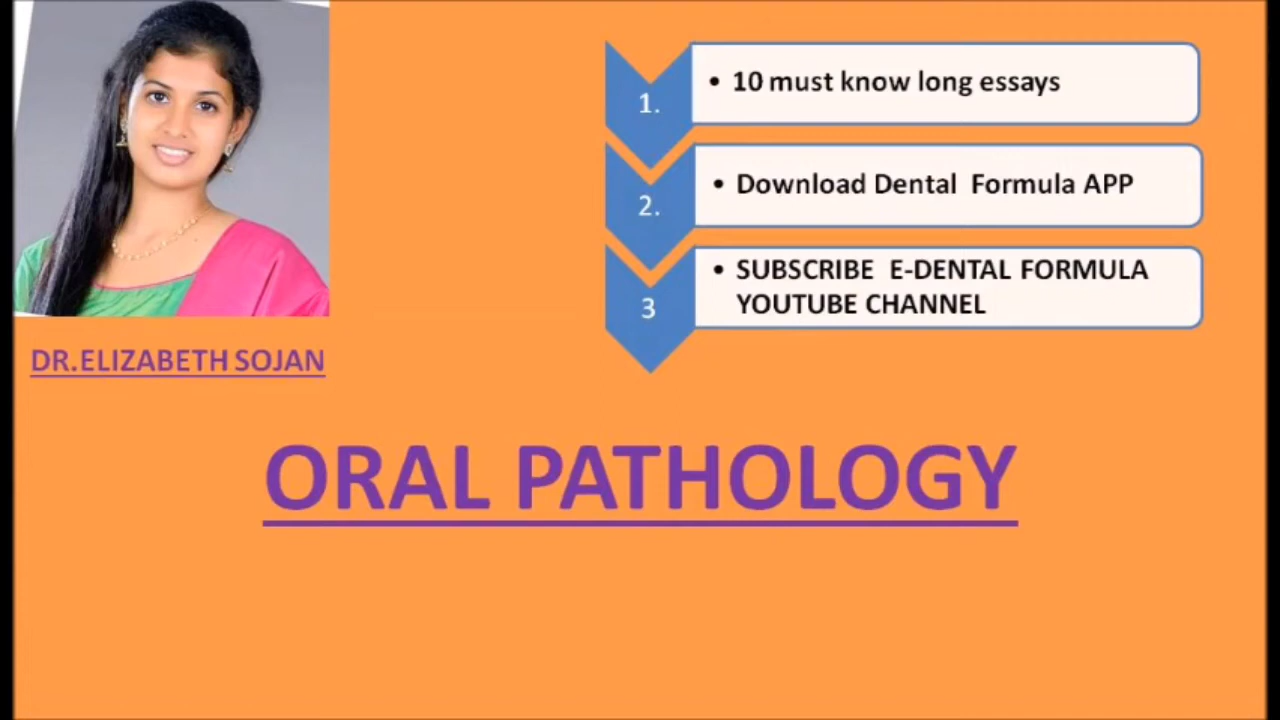 1.
• 10 must know long essays
2.
• Download Dental Formula APP
3
• SUBSCRIBE E-DENTAL FORMULA
YOUTUBE CHANNEL
DR.ELIZABETH SOJAN
ORAL PATHOLOGY